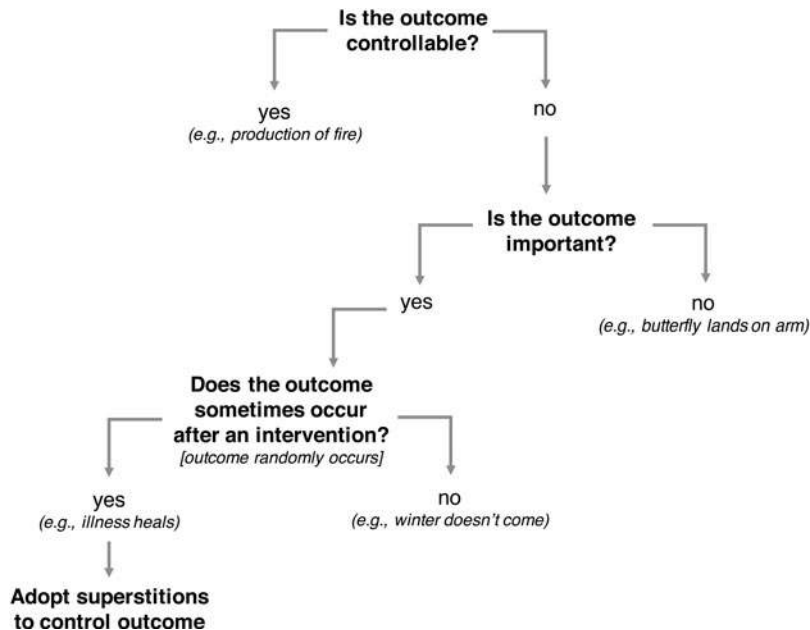 Is the outcome
controllable?
yes
(e.g., production of fire)
no
Is the outcome
important?
yes
no
(e.g., butterfly lands on arm)
Does the outcome
sometimes occur
after an intervention?
[outcome randomly occurs]
yes
(e.g., illness heals)
no
(e.g., winter doesn't come)
Adopt superstitions
to control outcome